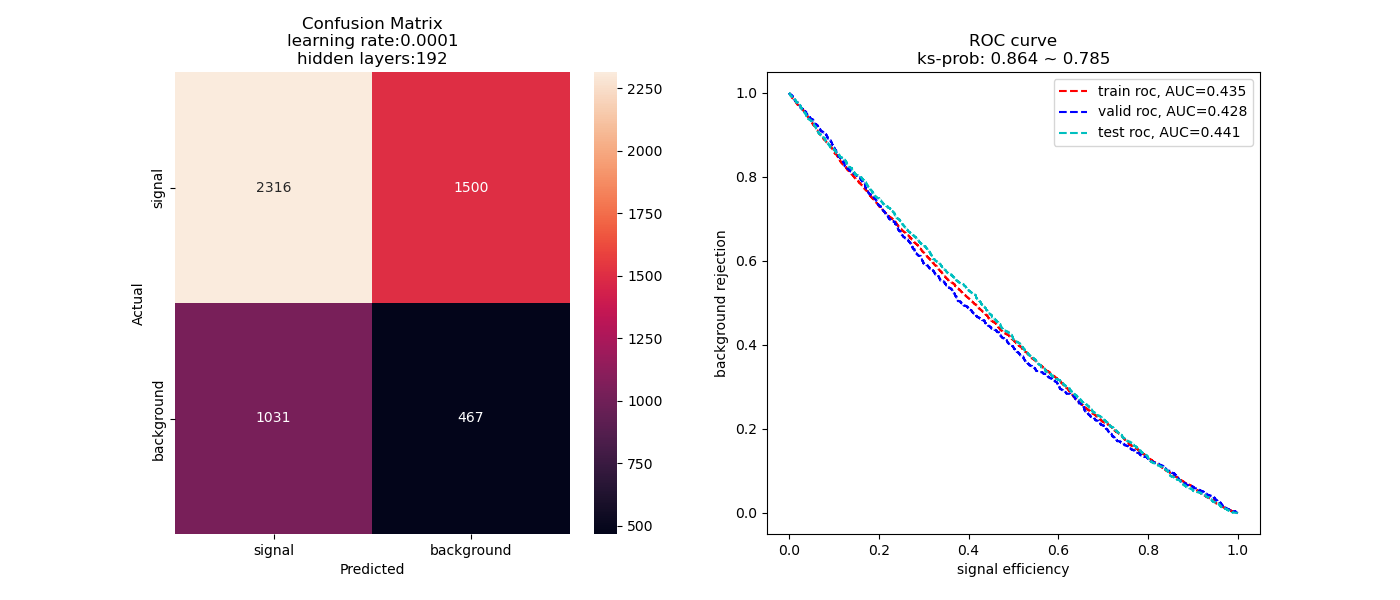 Confusion Matrix
learning rate:0.0001
hidden layers:192
signal
background
Actual
2316
1500
1031
467
signal
background
Predicted
2250
2000
1750
1500
1250
1000
750
500
ROC curve
ks-prob: 0.864 ~ 0.785
train roc, AUC=0.435
valid roc, AUC=0.428
test roc, AUC=0.441
background rejection
1.0
0.8
0.6
0.4
0.2
0.0
0.0
0.2
0.4
0.6
0.8
1.0
signal efficiency